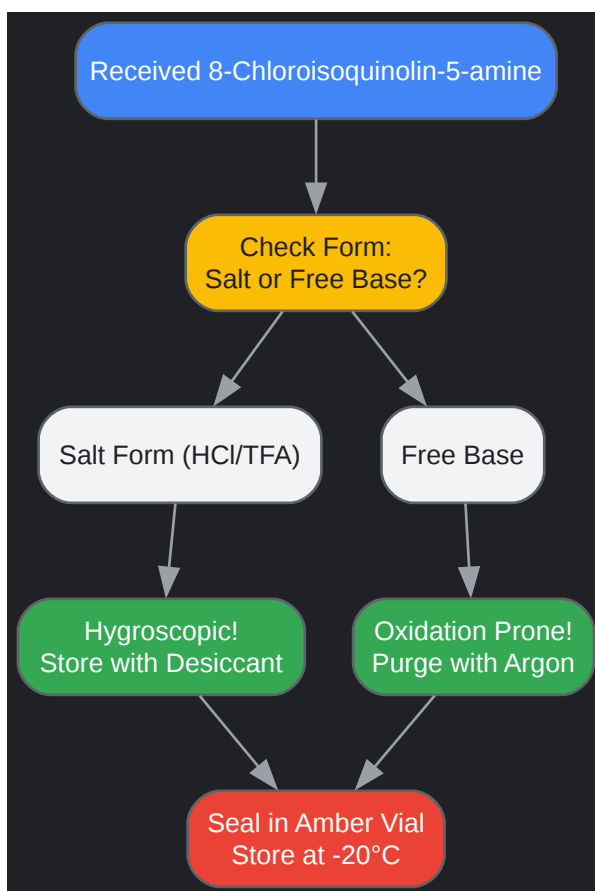 Received 8-Chloroisoquinolin-5-amine
Check Form:
Salt or Free Base?
Salt Form (HCl/TFA)
Free Base
Hygroscopic!
Store with Desiccant
Oxidation Prone!
Purge with Argon
Seal in Amber Vial
Store at -20°C